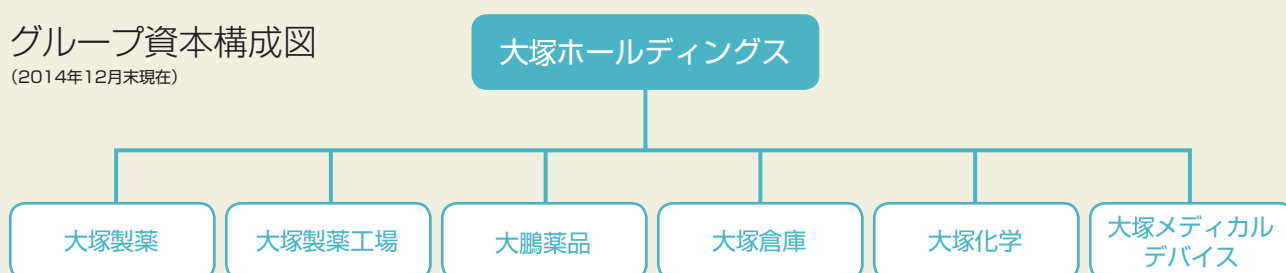 グループ資本構成図
（2014年12月末現在）
大塚ホールディングス
大塚製薬
大塚製薬工場
大鵬薬品
大塚倉庫
大塚化学
大塚メディカル
デバイス